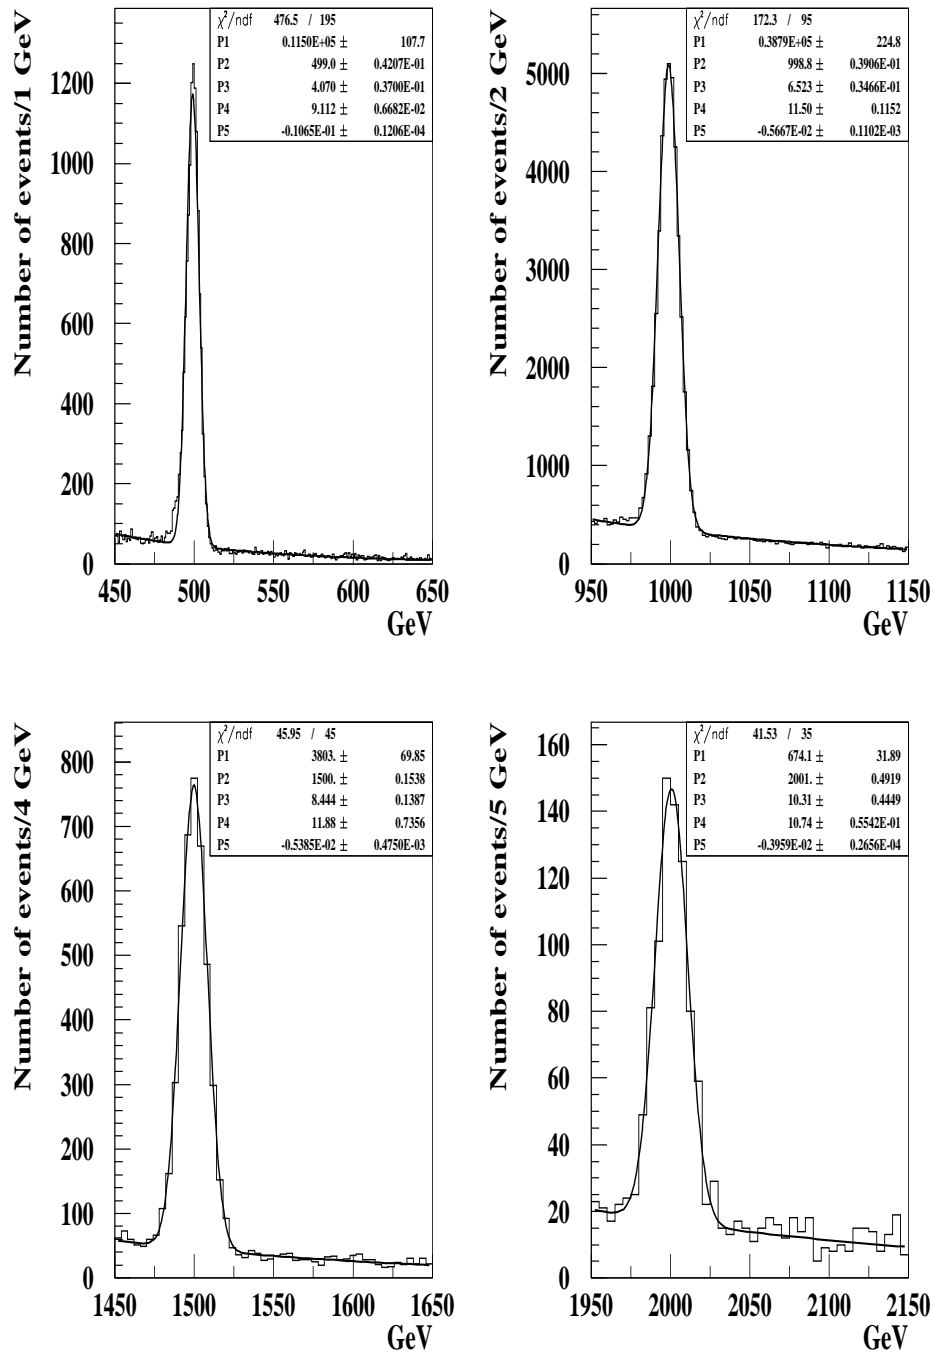 Number of events/1 GeV
χ²/ndf 476.5 / 195
P1 0.1150E+05 ± 107.7
P2 499.0 ± 0.4207E-01
P3 4.070 ± 0.3700E-01
P4 9.112 ± 0.6682E-02
P5 -0.1065E-01 ± 0.1206E-04
1200
1000
800
600
400
200
0
450 500 550 600 650
GeV
Number of events/2 GeV
χ²/ndf 172.3 / 95
P1 0.3879E+05 ± 224.8
P2 998.8 ± 0.3906E-01
P3 6.523 ± 0.3466E-01
P4 11.50 ± 0.1152
P5 -0.5667E-02 ± 0.1102E-03
5000
4000
3000
2000
1000
0
950 1000 1050 1100 1150
GeV
Number of events/4 GeV
χ²/ndf 45.95 / 45
P1 3803. ± 69.85
P2 1500. ± 0.1538
P3 8.444 ± 0.1387
P4 11.88 ± 0.7356
P5 -0.5385E-02 ± 0.4750E-03
800
700
600
500
400
300
200
100
0
1450 1500 1550 1600 1650
GeV
Number of events/5 GeV
χ²/ndf 41.53 / 35
P1 674.1 ± 31.89
P2 2001. ± 0.4919
P3 10.31 ± 0.4449
P4 10.74 ± 0.5542E-01
P5 -0.3959E-02 ± 0.2656E-04
160
140
120
100
80
60
40
20
0
1950 2000 2050 2100 2150
GeV